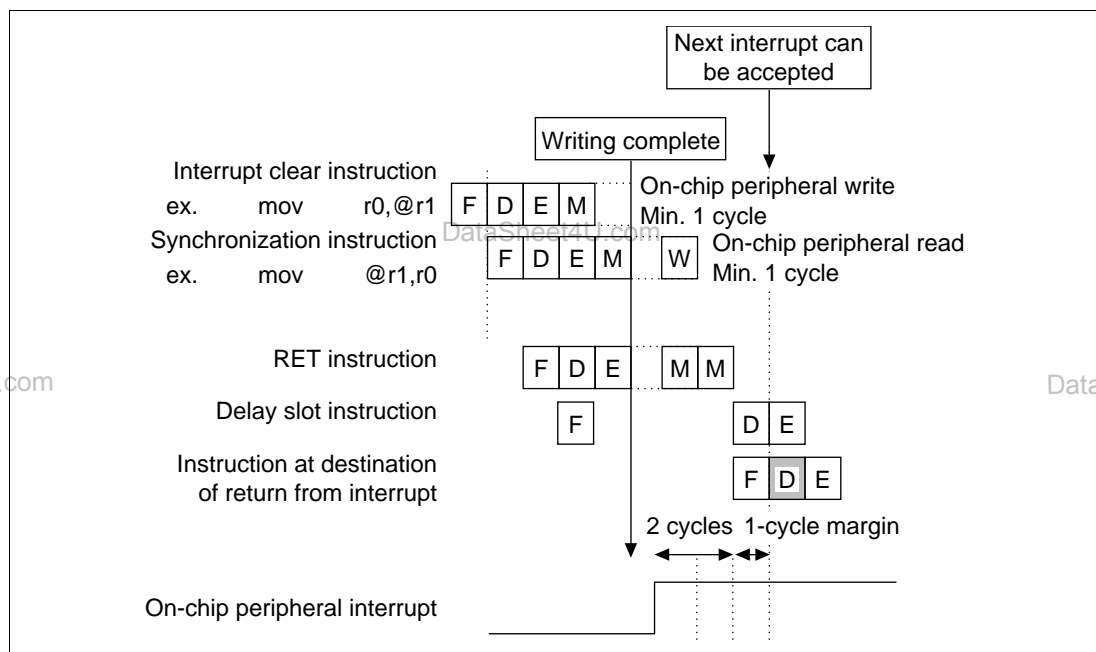 Next interrupt can
be accepted
Writing complete
Interrupt clear instruction
ex. mov r0,@r1
F D E M
On-chip peripheral write
Min. 1 cycle
DataSheet4U.com
Synchronization instruction
ex. mov @r1,r0
F D E M W
On-chip peripheral read
Min. 1 cycle
RET instruction
F D E M M
.com
Data
Delay slot instruction
F D E
Instruction at destination
of return from interrupt
F D E
2 cycles 1-cycle margin
On-chip peripheral interrupt